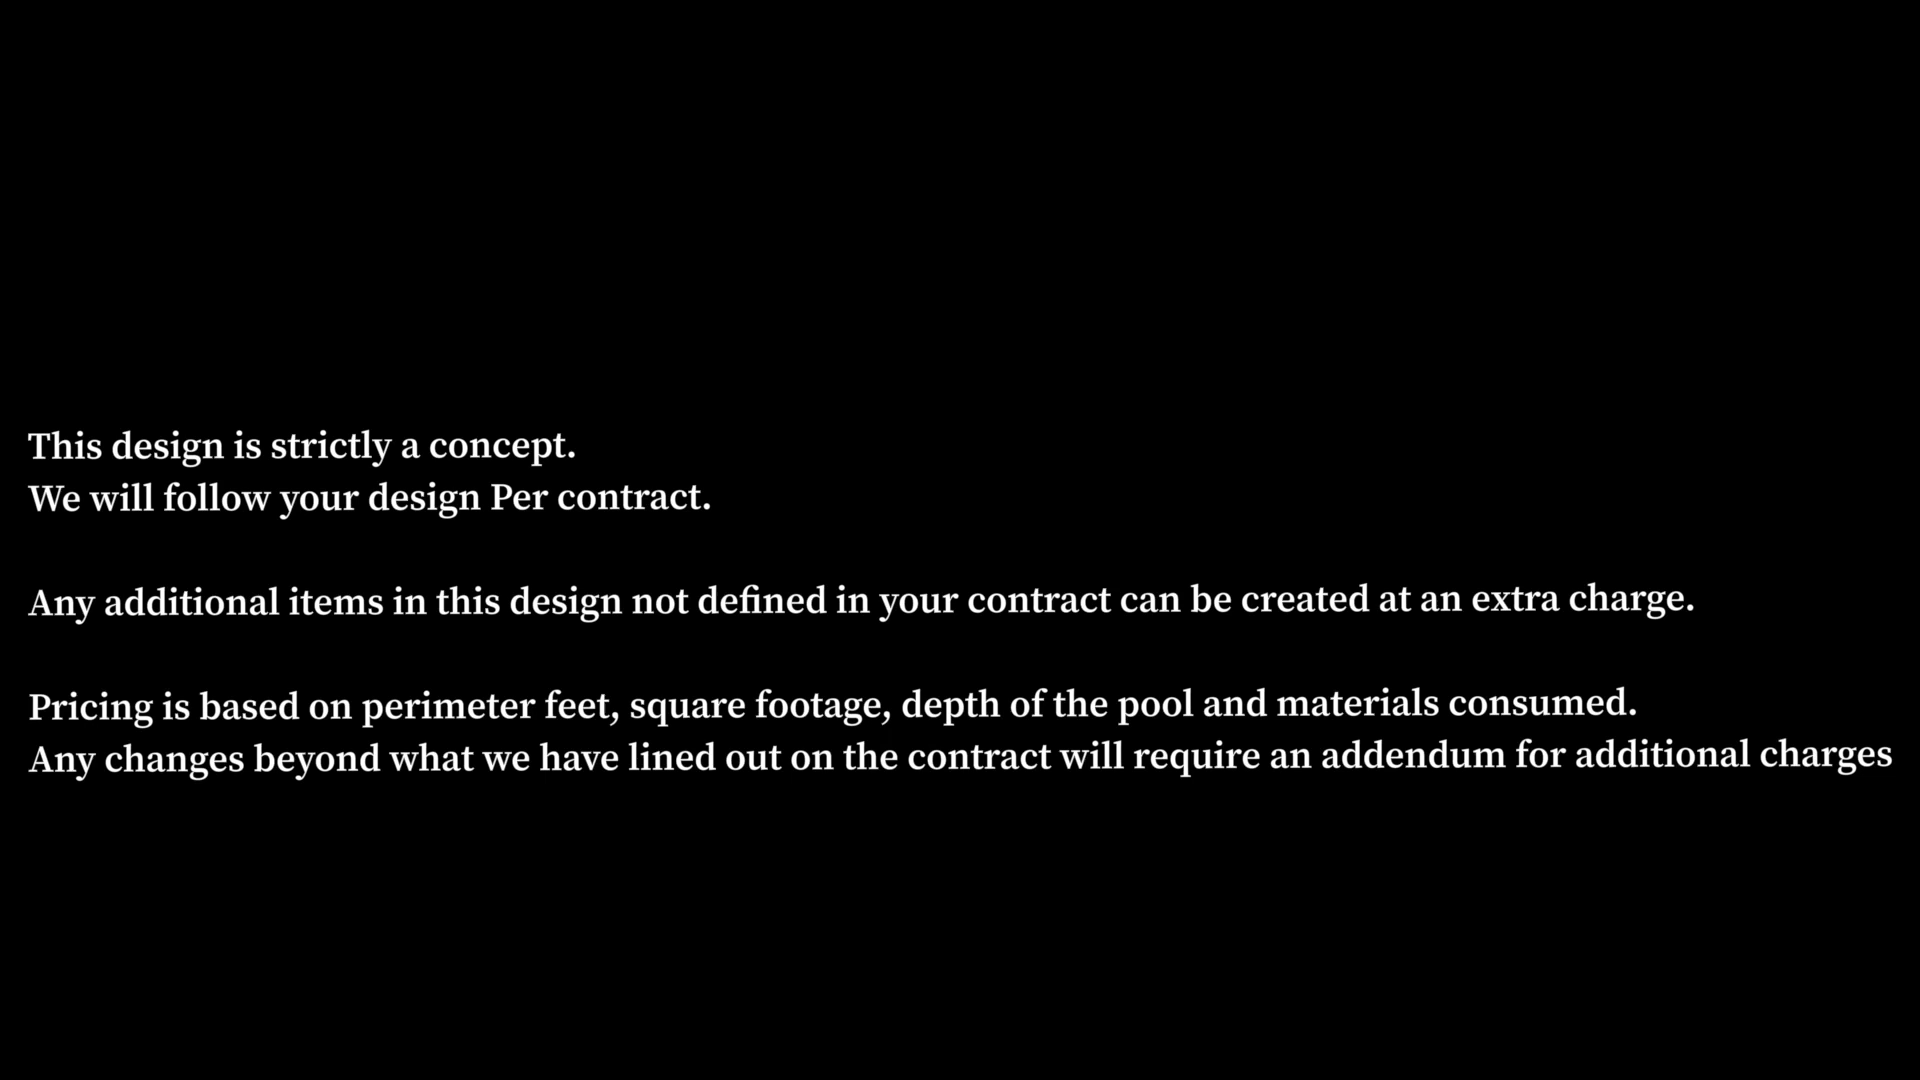 This design is strictly a concept.
We will follow your design Per contract.
Any additional items in this design not defined in your contract can be created at an extra charge.
Pricing is based on perimeter feet, square footage, depth of the pool and materials consumed.
Any changes beyond what we have lined out on the contract will require an addendum for additional charges